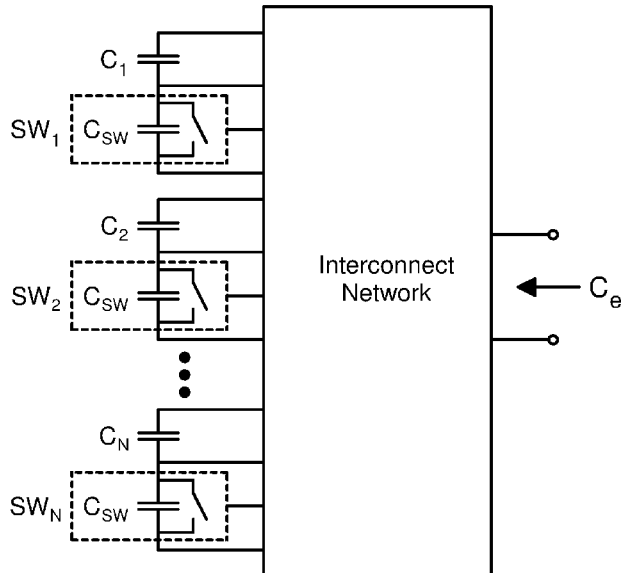 C1
SW1
CSW
C2
SW2
CSW
Interconnect
Network
Ce
CN
SWN
CSW